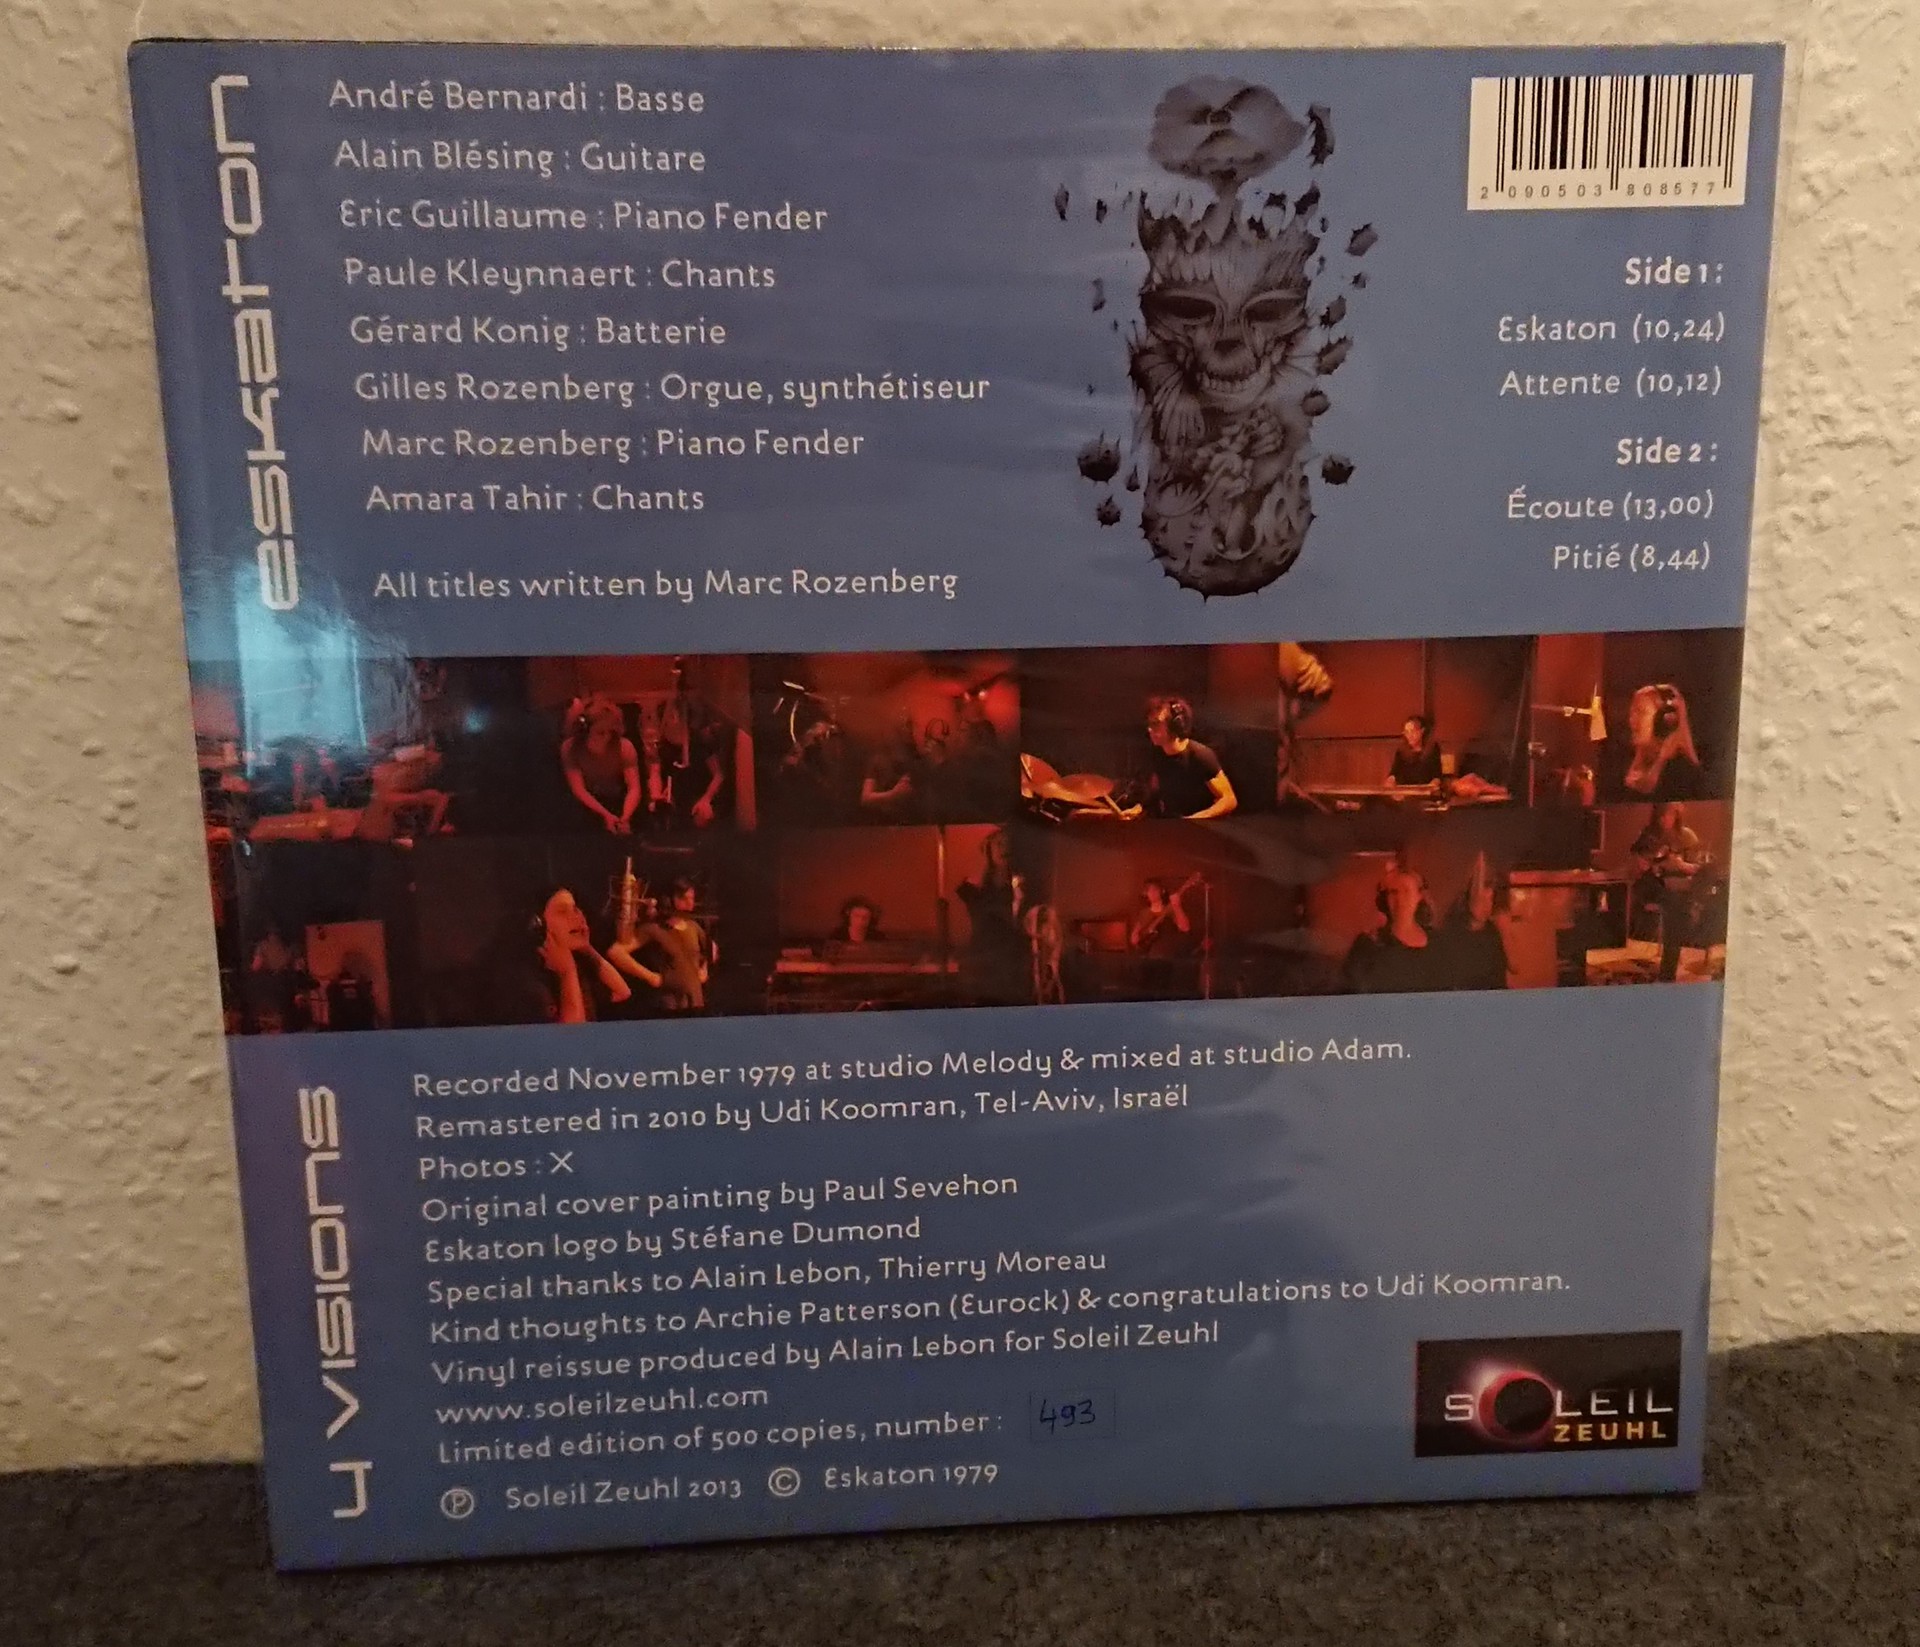 eskaton
André Bernardi : Basse
Alain Blésing : Guitare
Eric Guillaume : Piano Fender
Paule Kleynnaert : Chants
Gérard Konig : Batterie
Gilles Rozenberg : Orgue, synthétiseur
Marc Rozenberg : Piano Fender
Amara Tahir : Chants
All titles written by Marc Rozenberg
2 090503 808577
Side 1 :
Eskaton (10,24)
Attente (10,12)
Side 2 :
Écoute (13,00)
Pitié (8,44)
4 visions
Recorded November 1979 at studio Melody & mixed at studio Adam.
Remastered in 2010 by Udi Koomran, Tel-Aviv, Israël
Photos : X
Original cover painting by Paul Sevehon
Eskaton logo by Stéfane Dumond
Special thanks to Alain Lebon, Thierry Moreau
Kind thoughts to Archie Patterson (Eurock) & congratulations to Udi Koomran.
Vinyl reissue produced by Alain Lebon for Soleil Zeuhl
www.soleilzeuhl.com
Limited edition of 500 copies, number : 493
℗ Soleil Zeuhl 2013 © Eskaton 1979
SOLEIL
ZEUHL